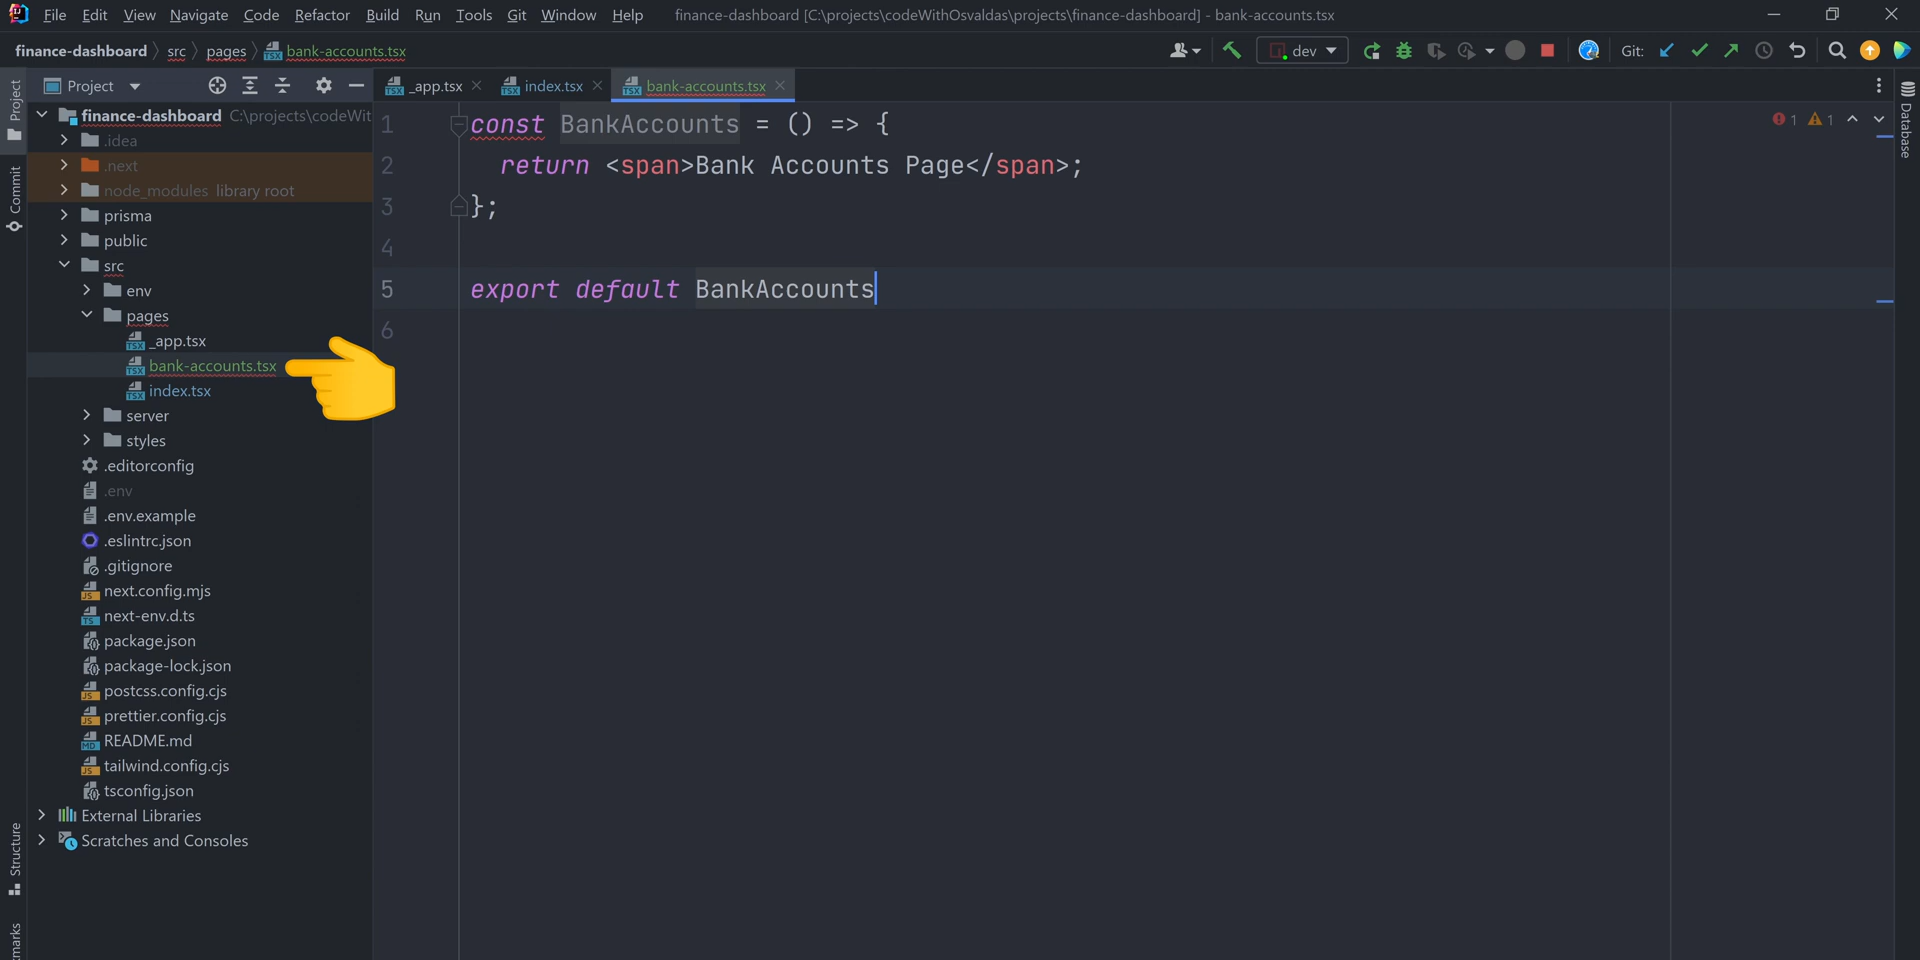 File Edit View Navigate Code Refactor Build Run Tools Git Window Help finance-dashboard [C:\projects\codeWithOsvaldas\projects\finance-dashboard] - bank-accounts.tsx
finance-dashboard src pages bank-accounts.tsx dev Git:
Project _app.tsx index.tsx bank-accounts.tsx
Project
Commit
Structure
Database
finance-dashboard C:\projects\codeWit
.idea
.next
node_modules library root
prisma
public
src
env
pages
_app.tsx
bank-accounts.tsx
index.tsx
server
styles
.editorconfig
.env
.env.example
.eslintrc.json
.gitignore
next.config.mjs
next-env.d.ts
package.json
package-lock.json
postcss.config.cjs
prettier.config.cjs
README.md
tailwind.config.cjs
tsconfig.json
External Libraries
Scratches and Consoles
1 const BankAccounts = () => {
2 return <span>Bank Accounts Page</span>;
3 };
4
5 export default BankAccounts
6
1 1